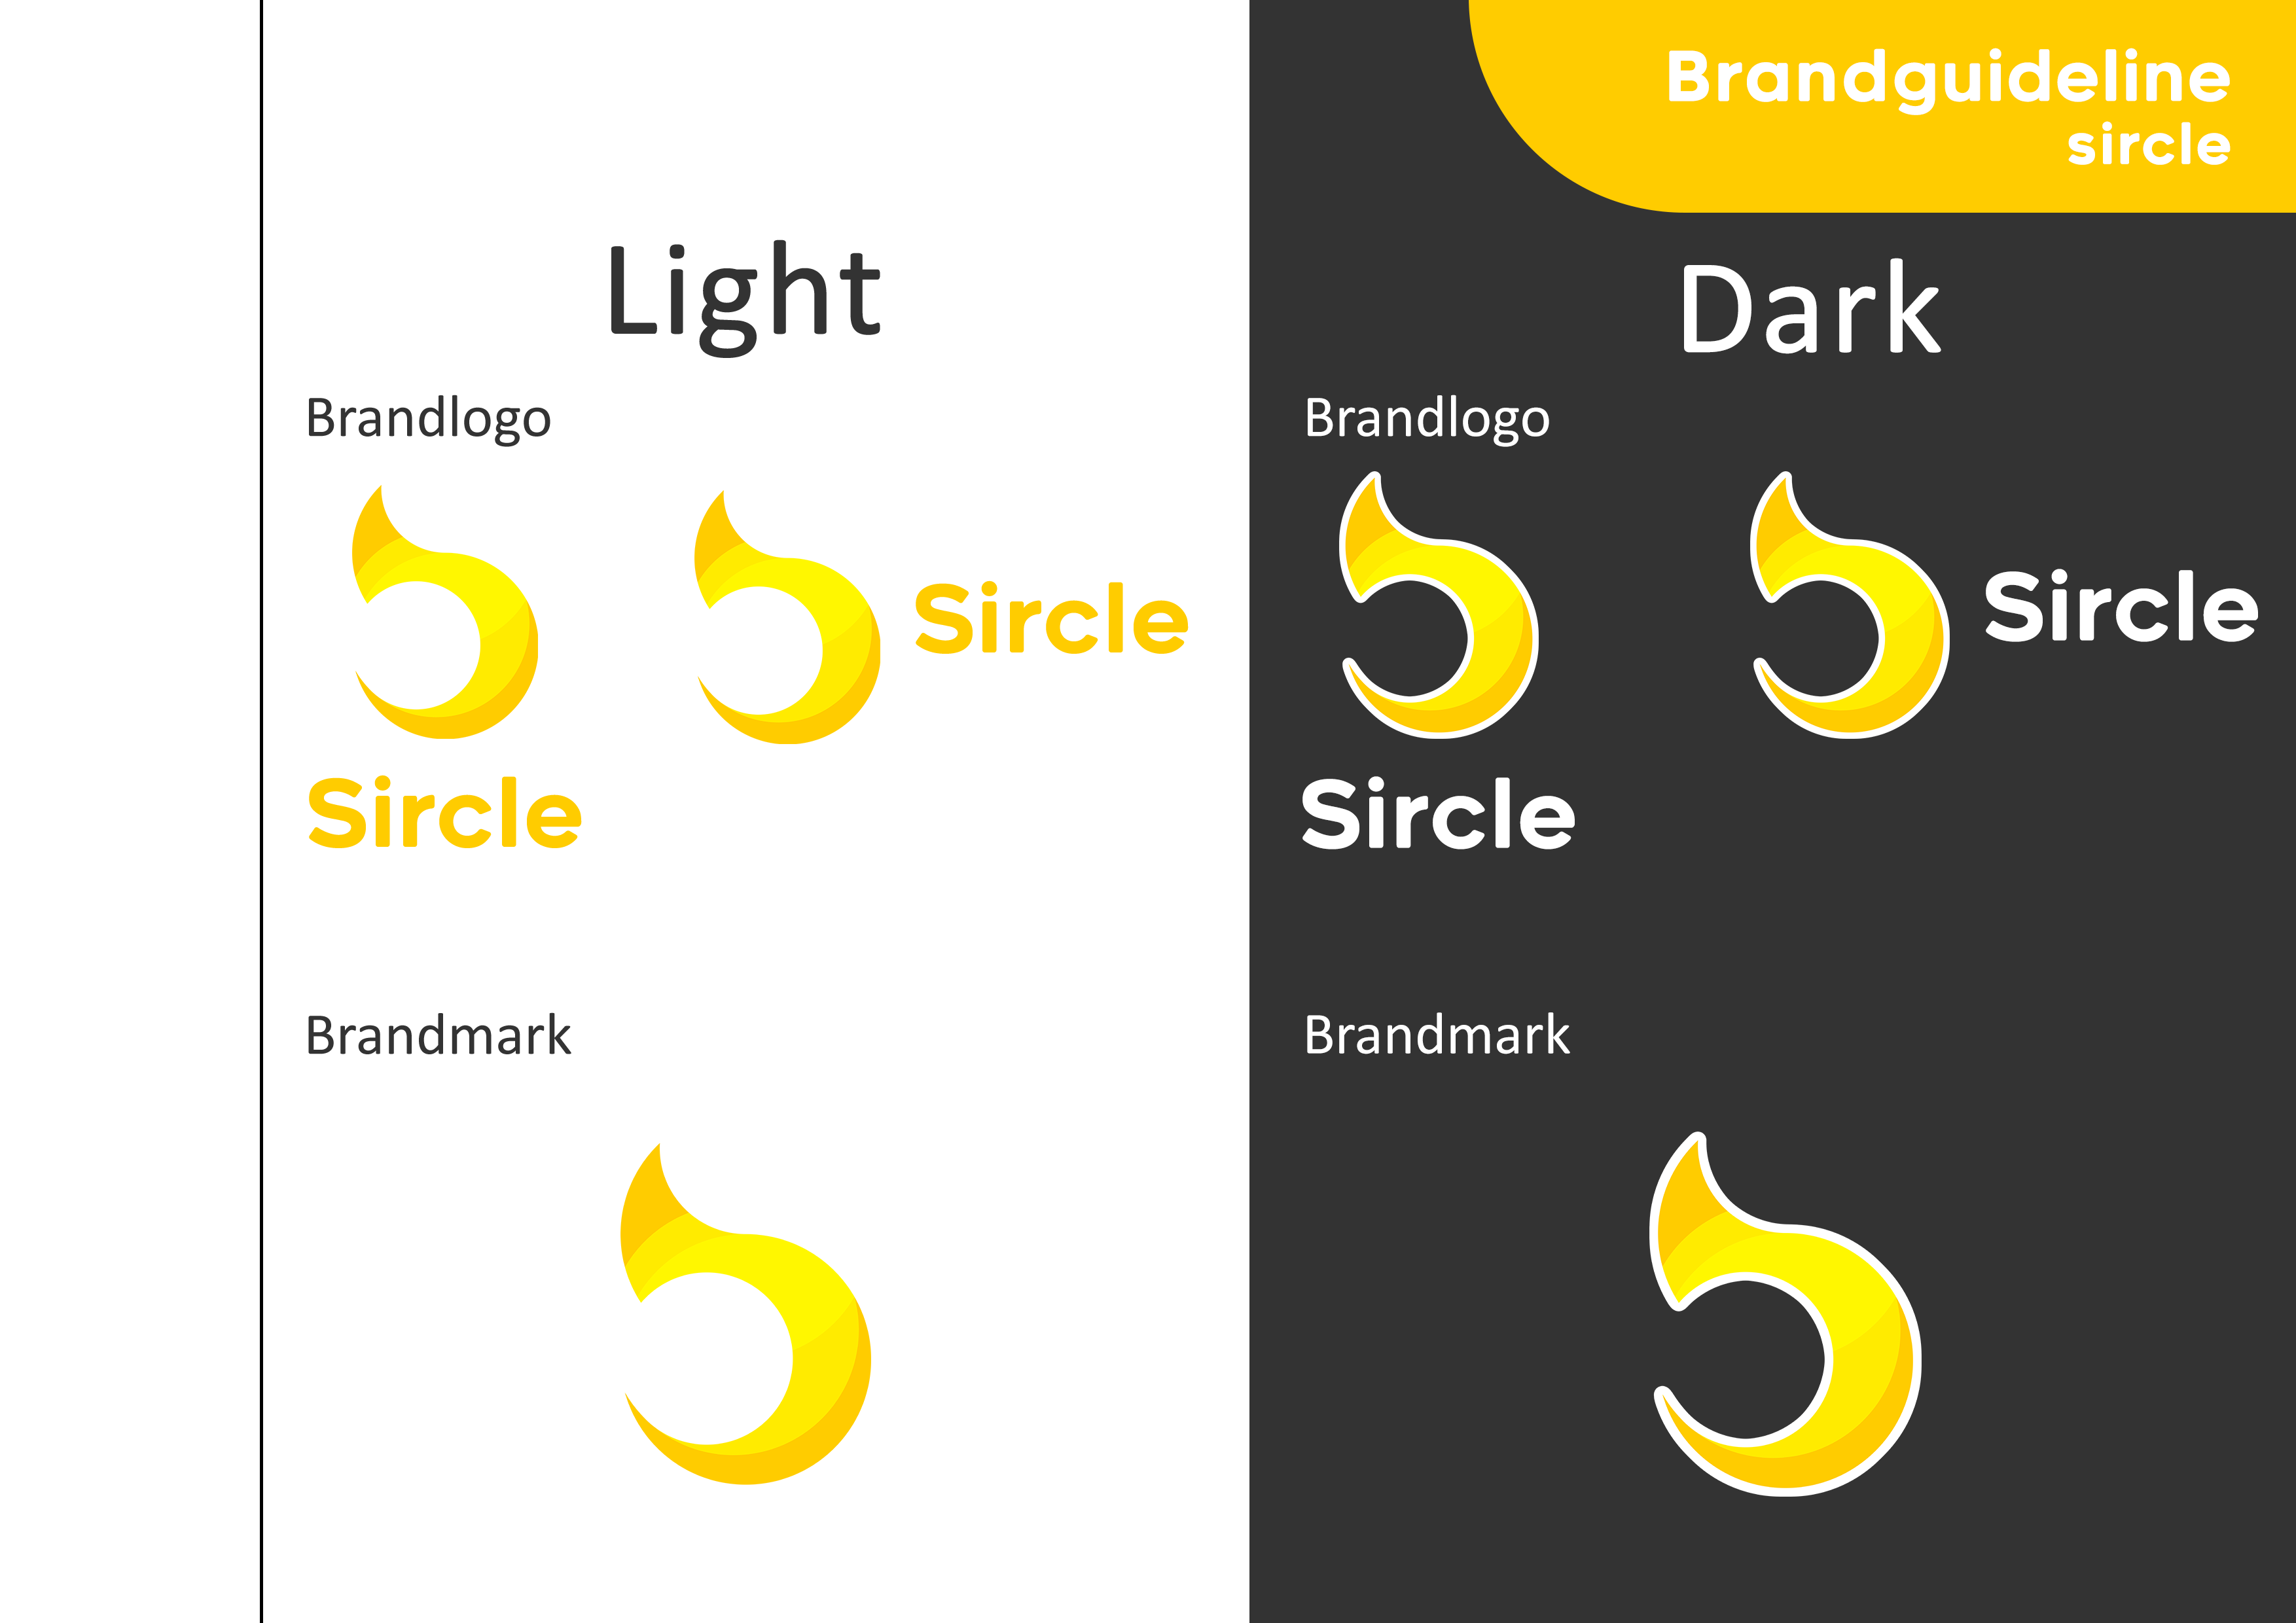 Brandguideline
sircle
Light
Brandlogo
Sircle
Sircle
Brandmark
Dark
Brandlogo
Sircle
Sircle
Brandmark